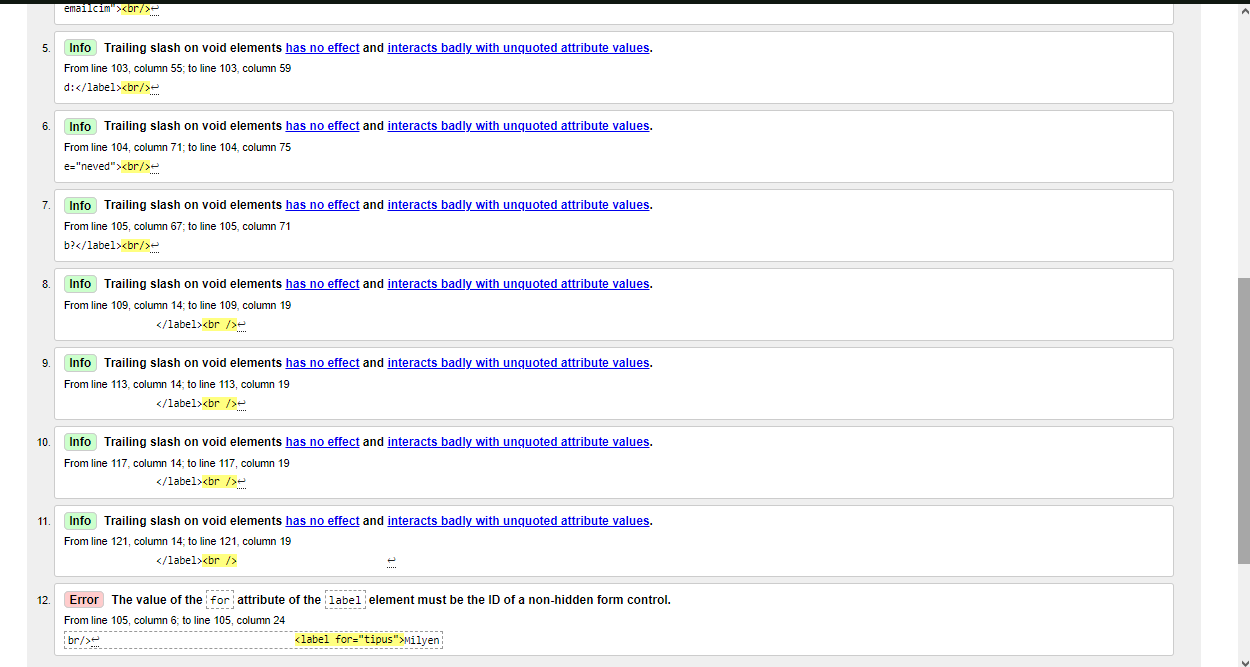 emailcim"><br/>↩
5. Info Trailing slash on void elements has no effect and interacts badly with unquoted attribute values.
From line 103, column 55; to line 103, column 59
d:</label><br/>↩
6. Info Trailing slash on void elements has no effect and interacts badly with unquoted attribute values.
From line 104, column 71; to line 104, column 75
e="neved"><br/>↩
7. Info Trailing slash on void elements has no effect and interacts badly with unquoted attribute values.
From line 105, column 67; to line 105, column 71
b?</label><br/>↩
8. Info Trailing slash on void elements has no effect and interacts badly with unquoted attribute values.
From line 109, column 14; to line 109, column 19
</label><br />↩
9. Info Trailing slash on void elements has no effect and interacts badly with unquoted attribute values.
From line 113, column 14; to line 113, column 19
</label><br />↩
10. Info Trailing slash on void elements has no effect and interacts badly with unquoted attribute values.
From line 117, column 14; to line 117, column 19
</label><br />↩
11. Info Trailing slash on void elements has no effect and interacts badly with unquoted attribute values.
From line 121, column 14; to line 121, column 19
</label><br /> ↩
12. Error The value of the for attribute of the label element must be the ID of a non-hidden form control.
From line 105, column 6; to line 105, column 24
br/>↩ <label for="tipus">Milyen